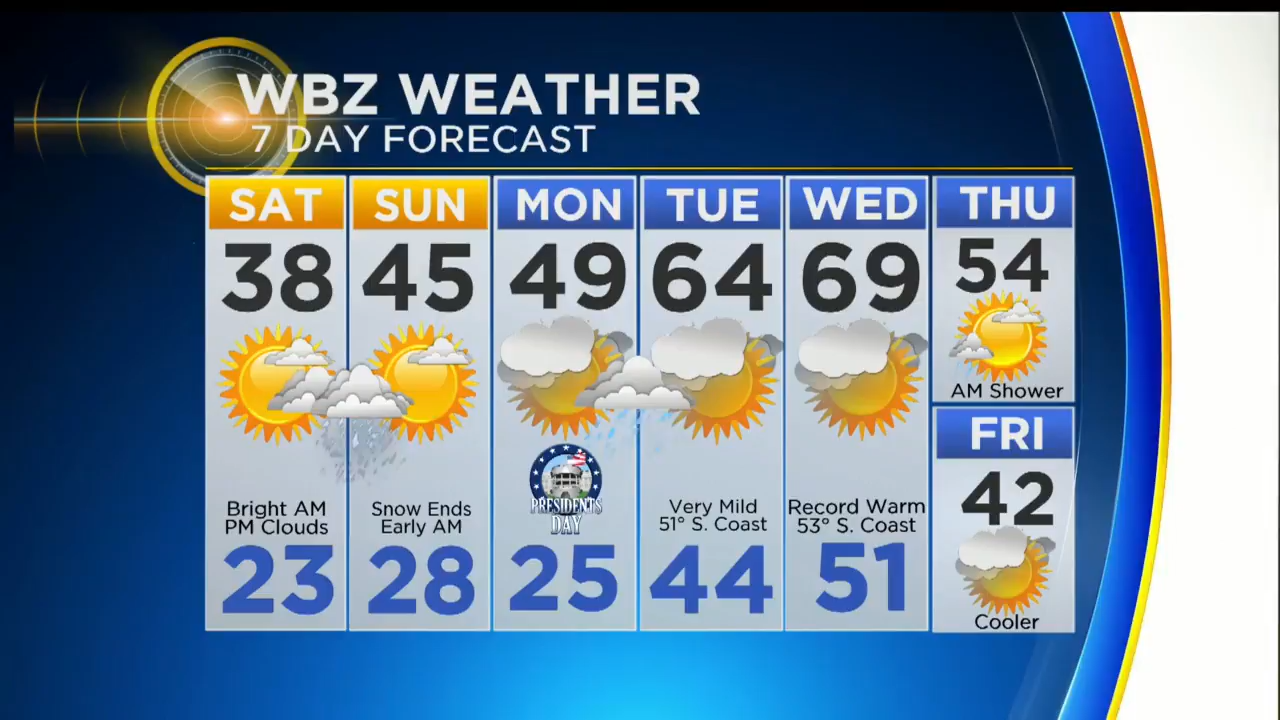 WBZ WEATHER
7 DAY FORECAST
SAT
38
Bright AM
PM Clouds
23
SUN
45
Snow Ends
Early AM
28
MON
49
PRESIDENTS
DAY
25
TUE
64
Very Mild
51° S. Coast
44
WED
69
Record Warm
53° S. Coast
51
THU
54
AM Shower
FRI
42
Cooler